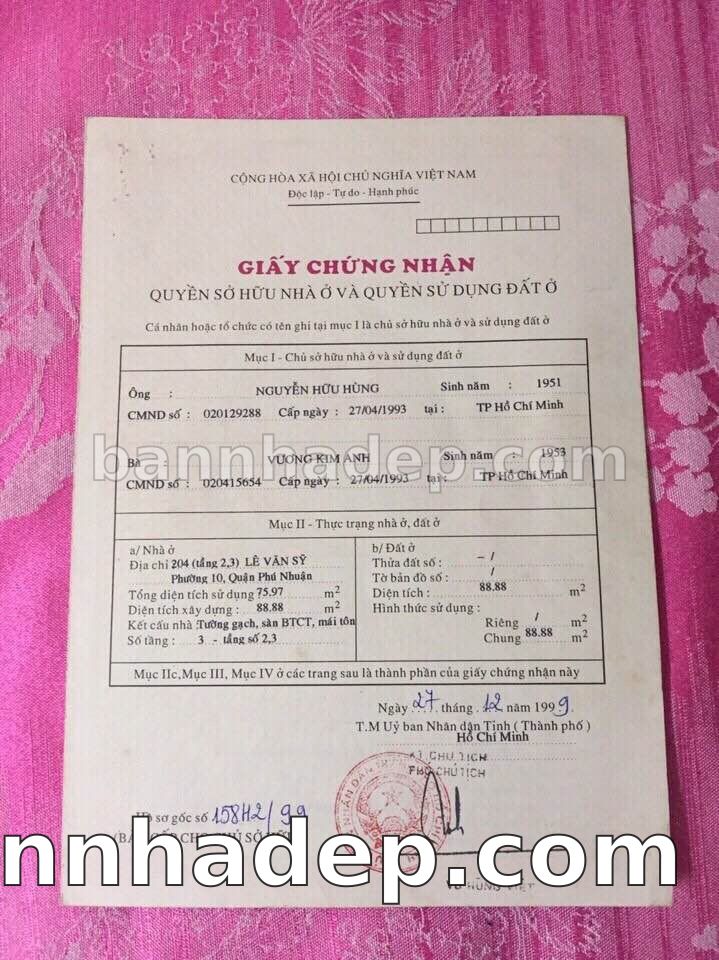 CỘNG HÒA XÃ HỘI CHỦ NGHĨA VIỆT NAM
Độc lập - Tự do - Hạnh phúc
GIẤY CHỨNG NHẬN
QUYỀN SỞ HỮU NHÀ Ở VÀ QUYỀN SỬ DỤNG ĐẤT Ở
Cá nhân hoặc tổ chức có tên ghi tại mục I là chủ sở hữu nhà ở và sử dụng đất ở
Mục I - Chủ sở hữu nhà ở và sử dụng đất ở
Ông : NGUYỄN HỮU HÙNG Sinh năm : 1951
CMND số : 020129288 Cấp ngày : 27/04/1993 tại : TP Hồ Chí Minh
bannhadep.com
Bà : VƯƠNG KIM ANH Sinh năm : 1953
CMND số : 020415654 Cấp ngày : 27/04/1993 tại : TP Hồ Chí Minh
Mục II - Thực trạng nhà ở, đất ở
a/ Nhà ở
Địa chỉ 204 (tầng 2,3) LÊ VĂN SỸ
Phường 10, Quận Phú Nhuận
Tổng diện tích sử dụng 75.97 m2
Diện tích xây dựng : 88.88 m2
Kết cấu nhà : Tường gạch, sàn BTCT, mái tôn
Số tầng : 3 - tầng số 2,3
b/ Đất ở
Thửa đất số : - /
Tờ bản đồ số : /
Diện tích : 88.88 m2
Hình thức sử dụng :
Riêng / m2
Chung 88.88 m2
Mục IIc,Mục III, Mục IV ở các trang sau là thành phần của giấy chứng nhận này
Ngày 27 tháng 12 năm 1999.
T.M Uỷ ban Nhân dân Tỉnh ( Thành phố )
Hồ Chí Minh
KT CHỦ TỊCH
PHÓ CHỦ TỊCH
Hồ sơ gốc số 158H2/99
nnhadep.com